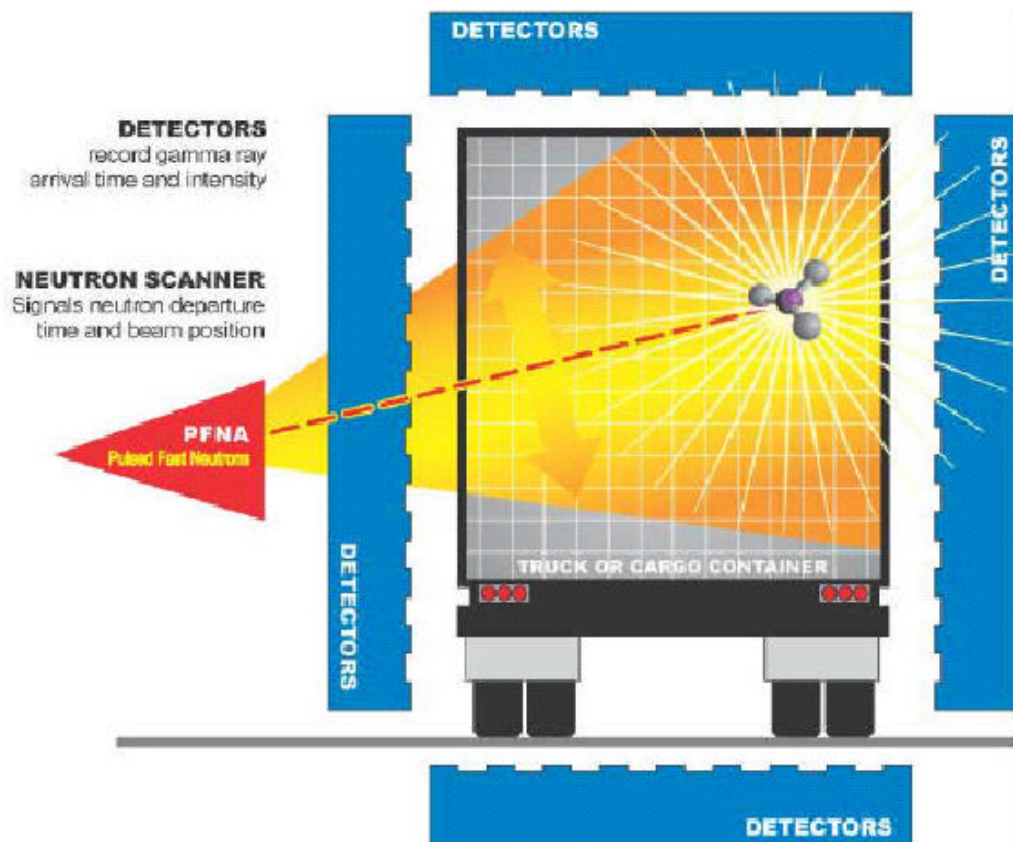 DETECTORS
DETECTORS
record gamma ray
arrival time and intensity
NEUTRON SCANNER
Signals neutron departure
time and beam position
PFNA
Pulsed Fast Neutrons
DETECTORS
DETECTORS
TRUCK OR CARGO CONTAINER
DETECTORS